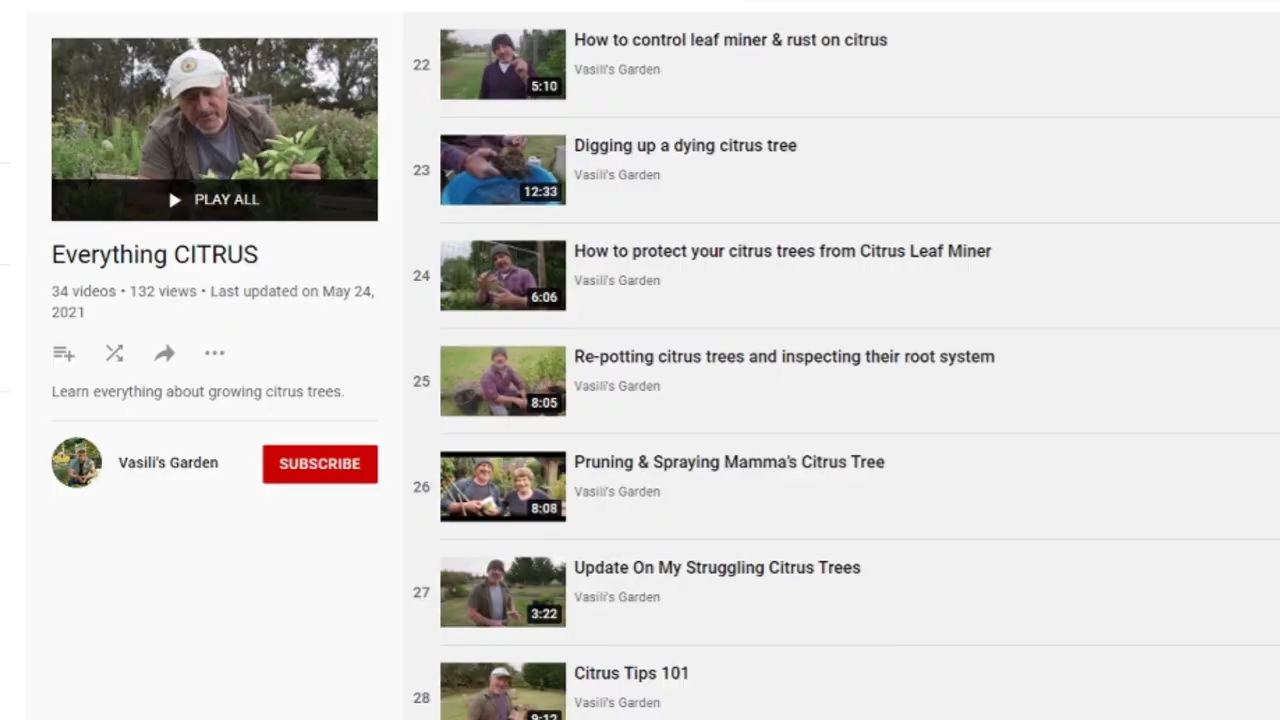 PLAY ALL
Everything CITRUS
34 videos • 132 views • Last updated on May 24,
2021
Learn everything about growing citrus trees.
Vasili's Garden
SUBSCRIBE
22
5:10
How to control leaf miner & rust on citrus
Vasili's Garden
23
12:33
Digging up a dying citrus tree
Vasili's Garden
24
6:06
How to protect your citrus trees from Citrus Leaf Miner
Vasili's Garden
25
8:05
Re-potting citrus trees and inspecting their root system
Vasili's Garden
26
8:08
Pruning & Spraying Mamma's Citrus Tree
Vasili's Garden
27
3:22
Update On My Struggling Citrus Trees
Vasili's Garden
28
9:12
Citrus Tips 101
Vasili's Garden